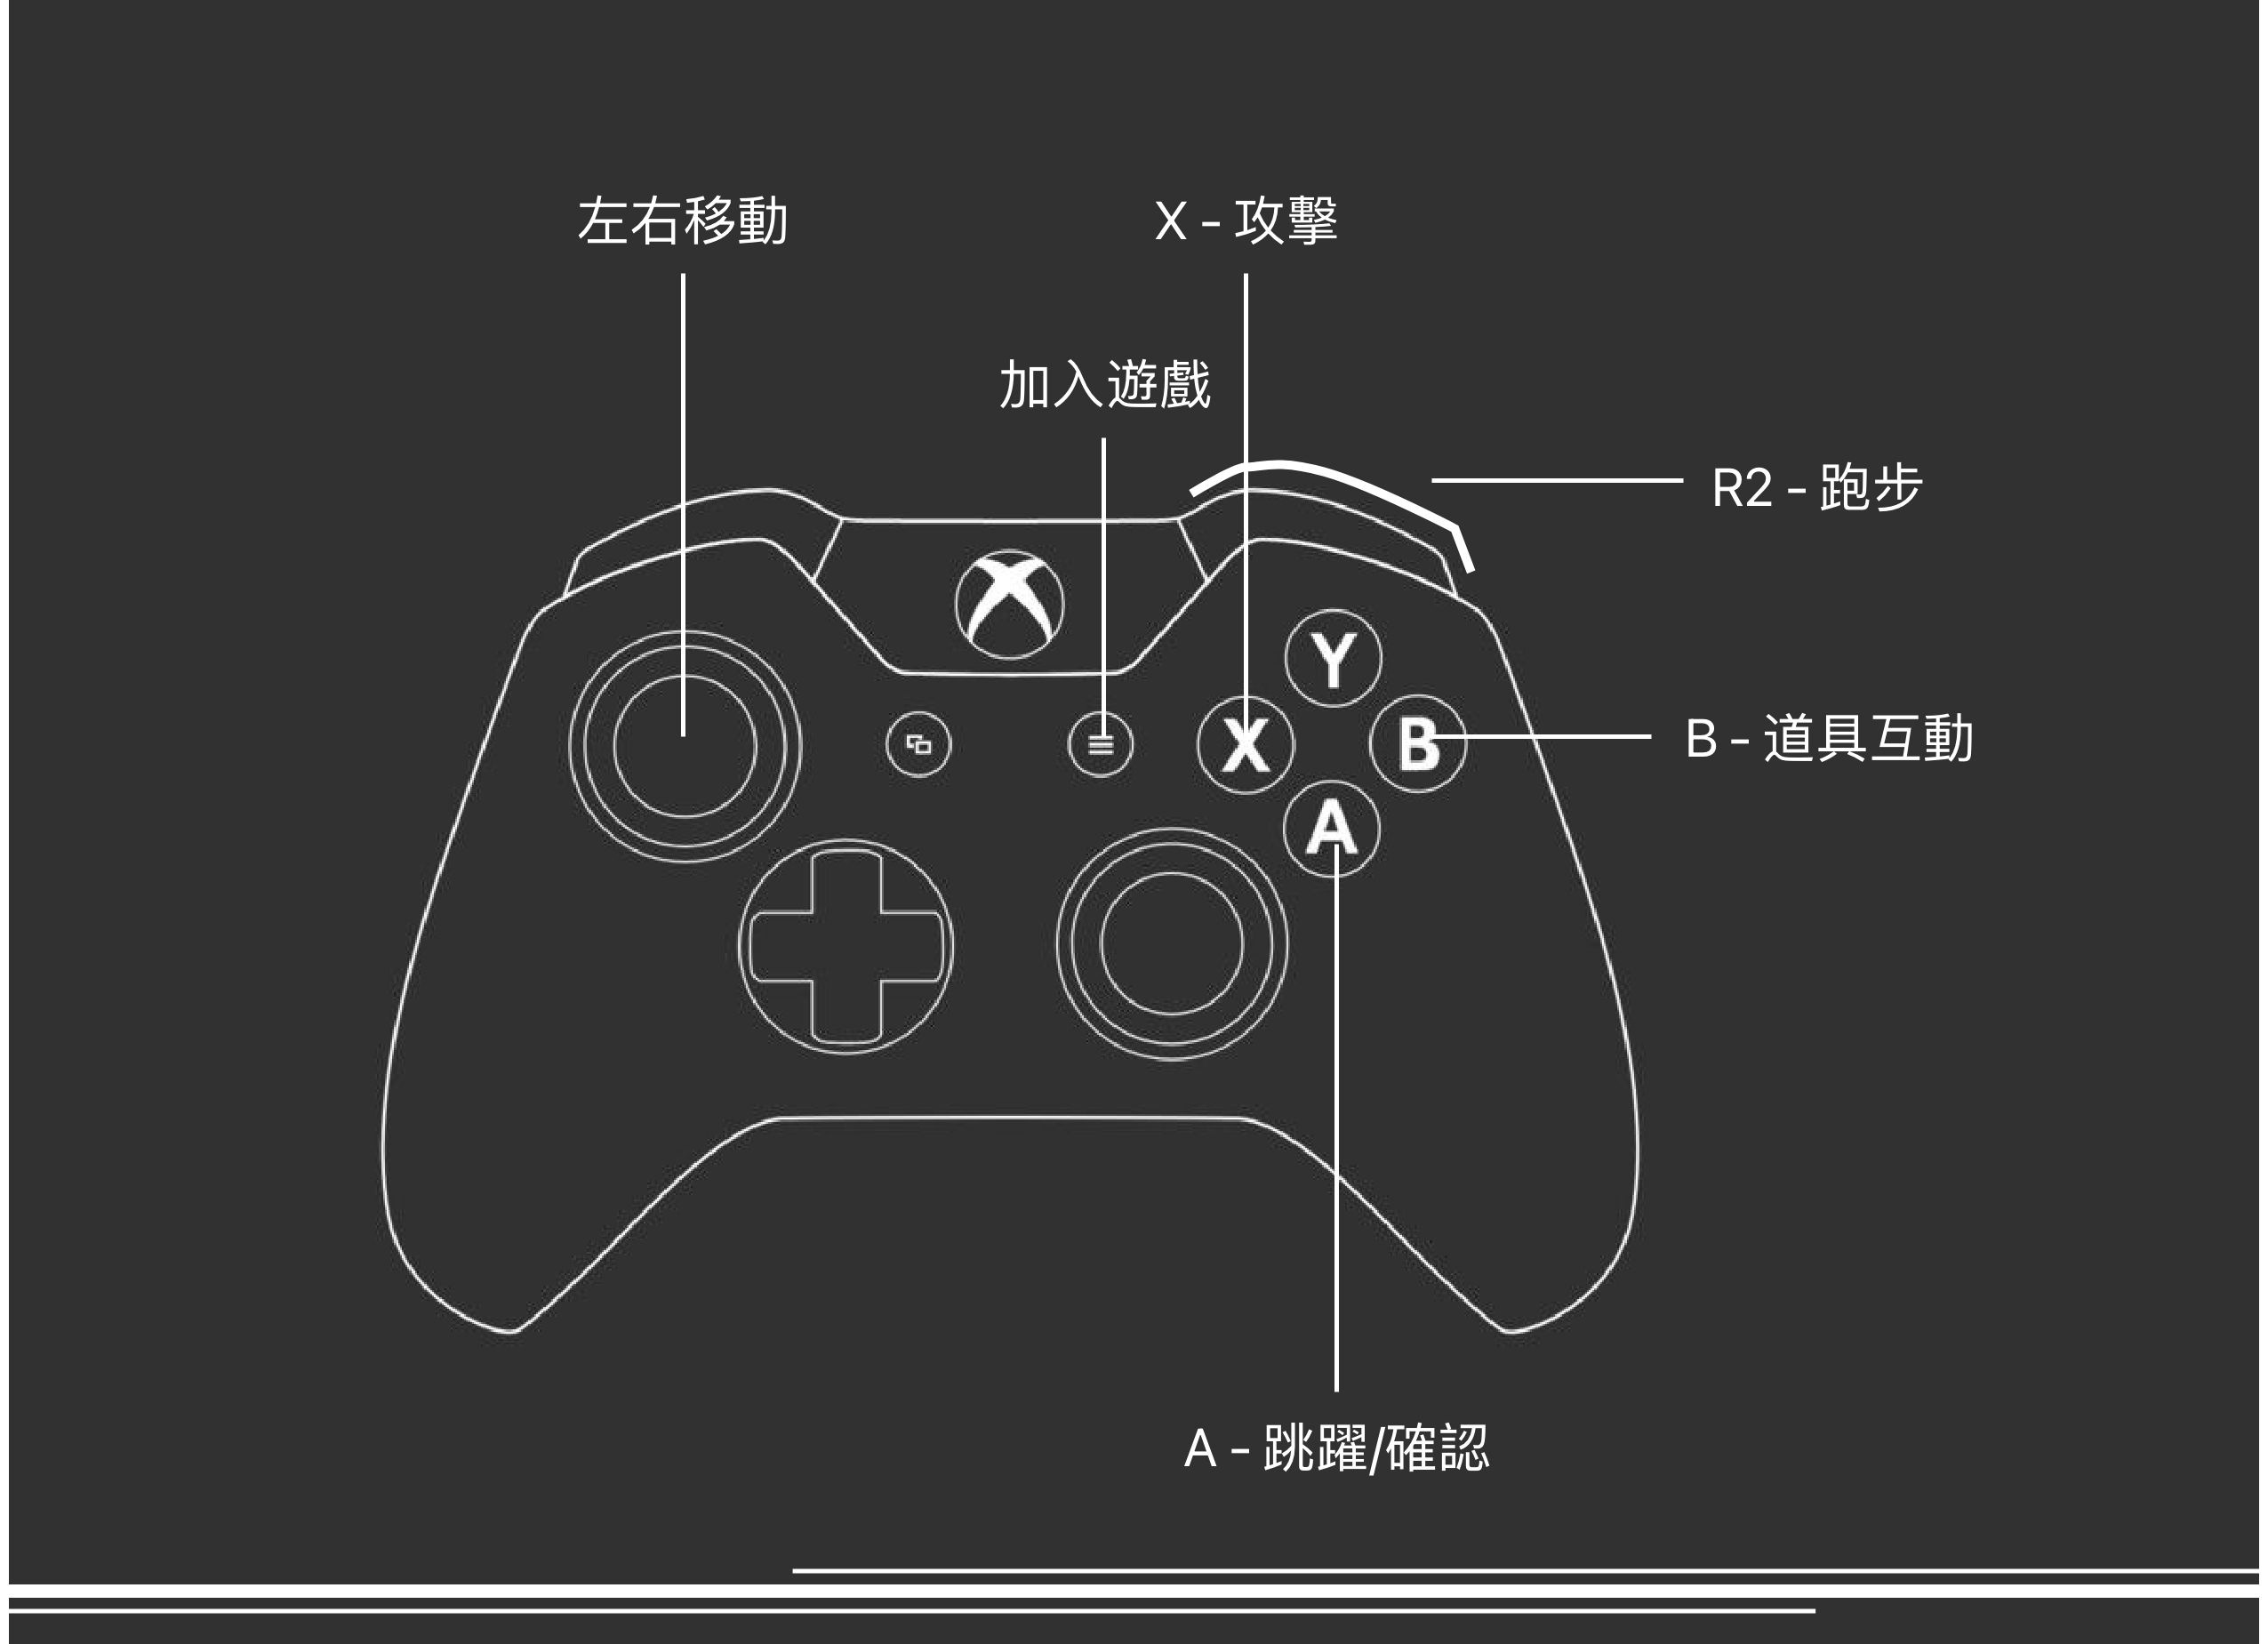 左右移動
X - 攻擊
加入遊戲
R2 - 跑步
Y
X
B
B - 道具互動
A
A - 跳躍/確認